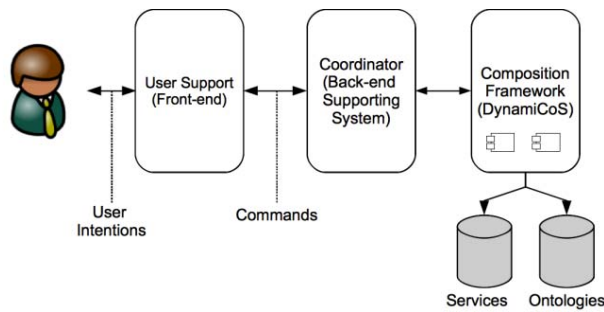 User Support
(Front-end)
Coordinator
(Back-end
Supporting
System)
Composition
Framework
(DynamiCoS)
User
Intentions
Commands
Services
Ontologies